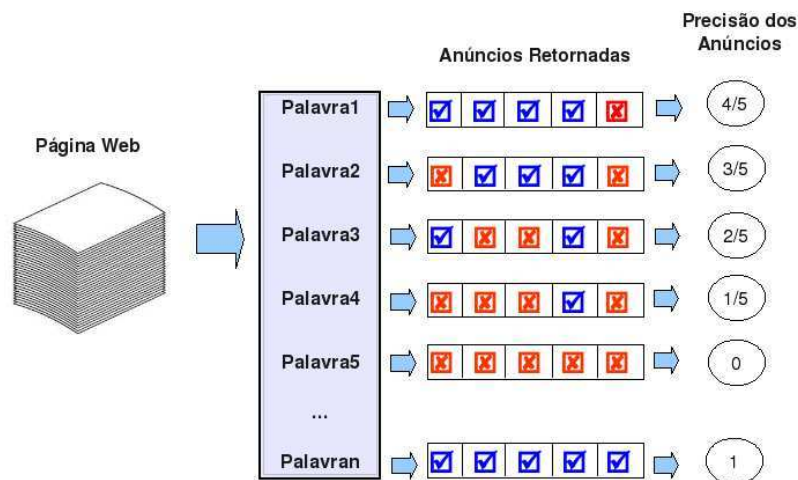 Precisão dos
Anúncios
Anúncios Retornadas
Página Web
Palavra1
4/5
Palavra2
3/5
Palavra3
2/5
Palavra4
1/5
Palavra5
0
...
Palavran
1